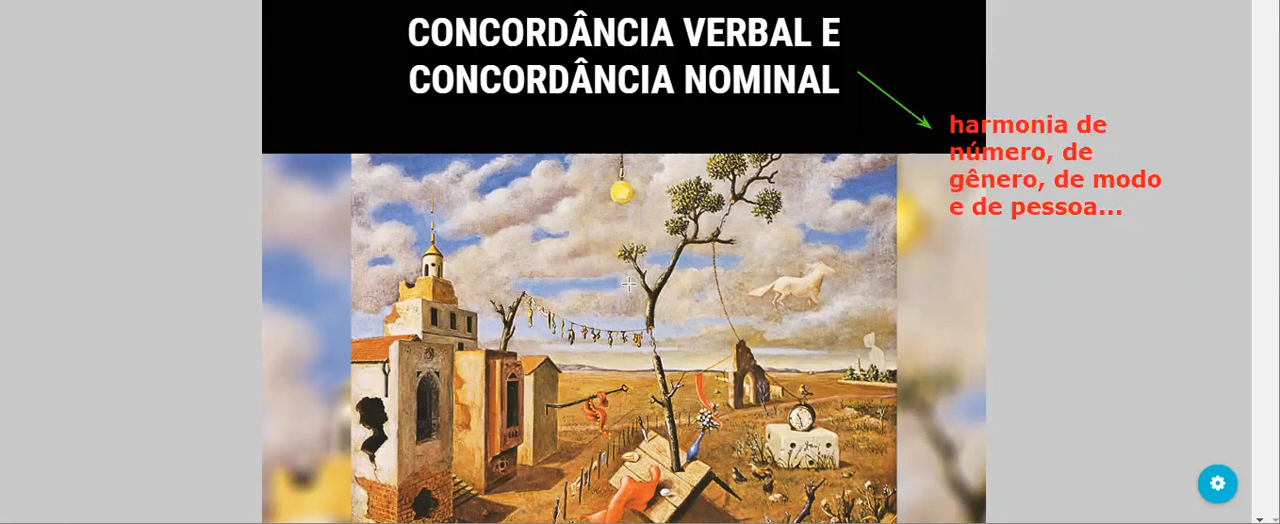 CONCORDÂNCIA VERBAL E
CONCORDÂNCIA NOMINAL
harmonia de
número, de
gênero, de modo
e de pessoa...